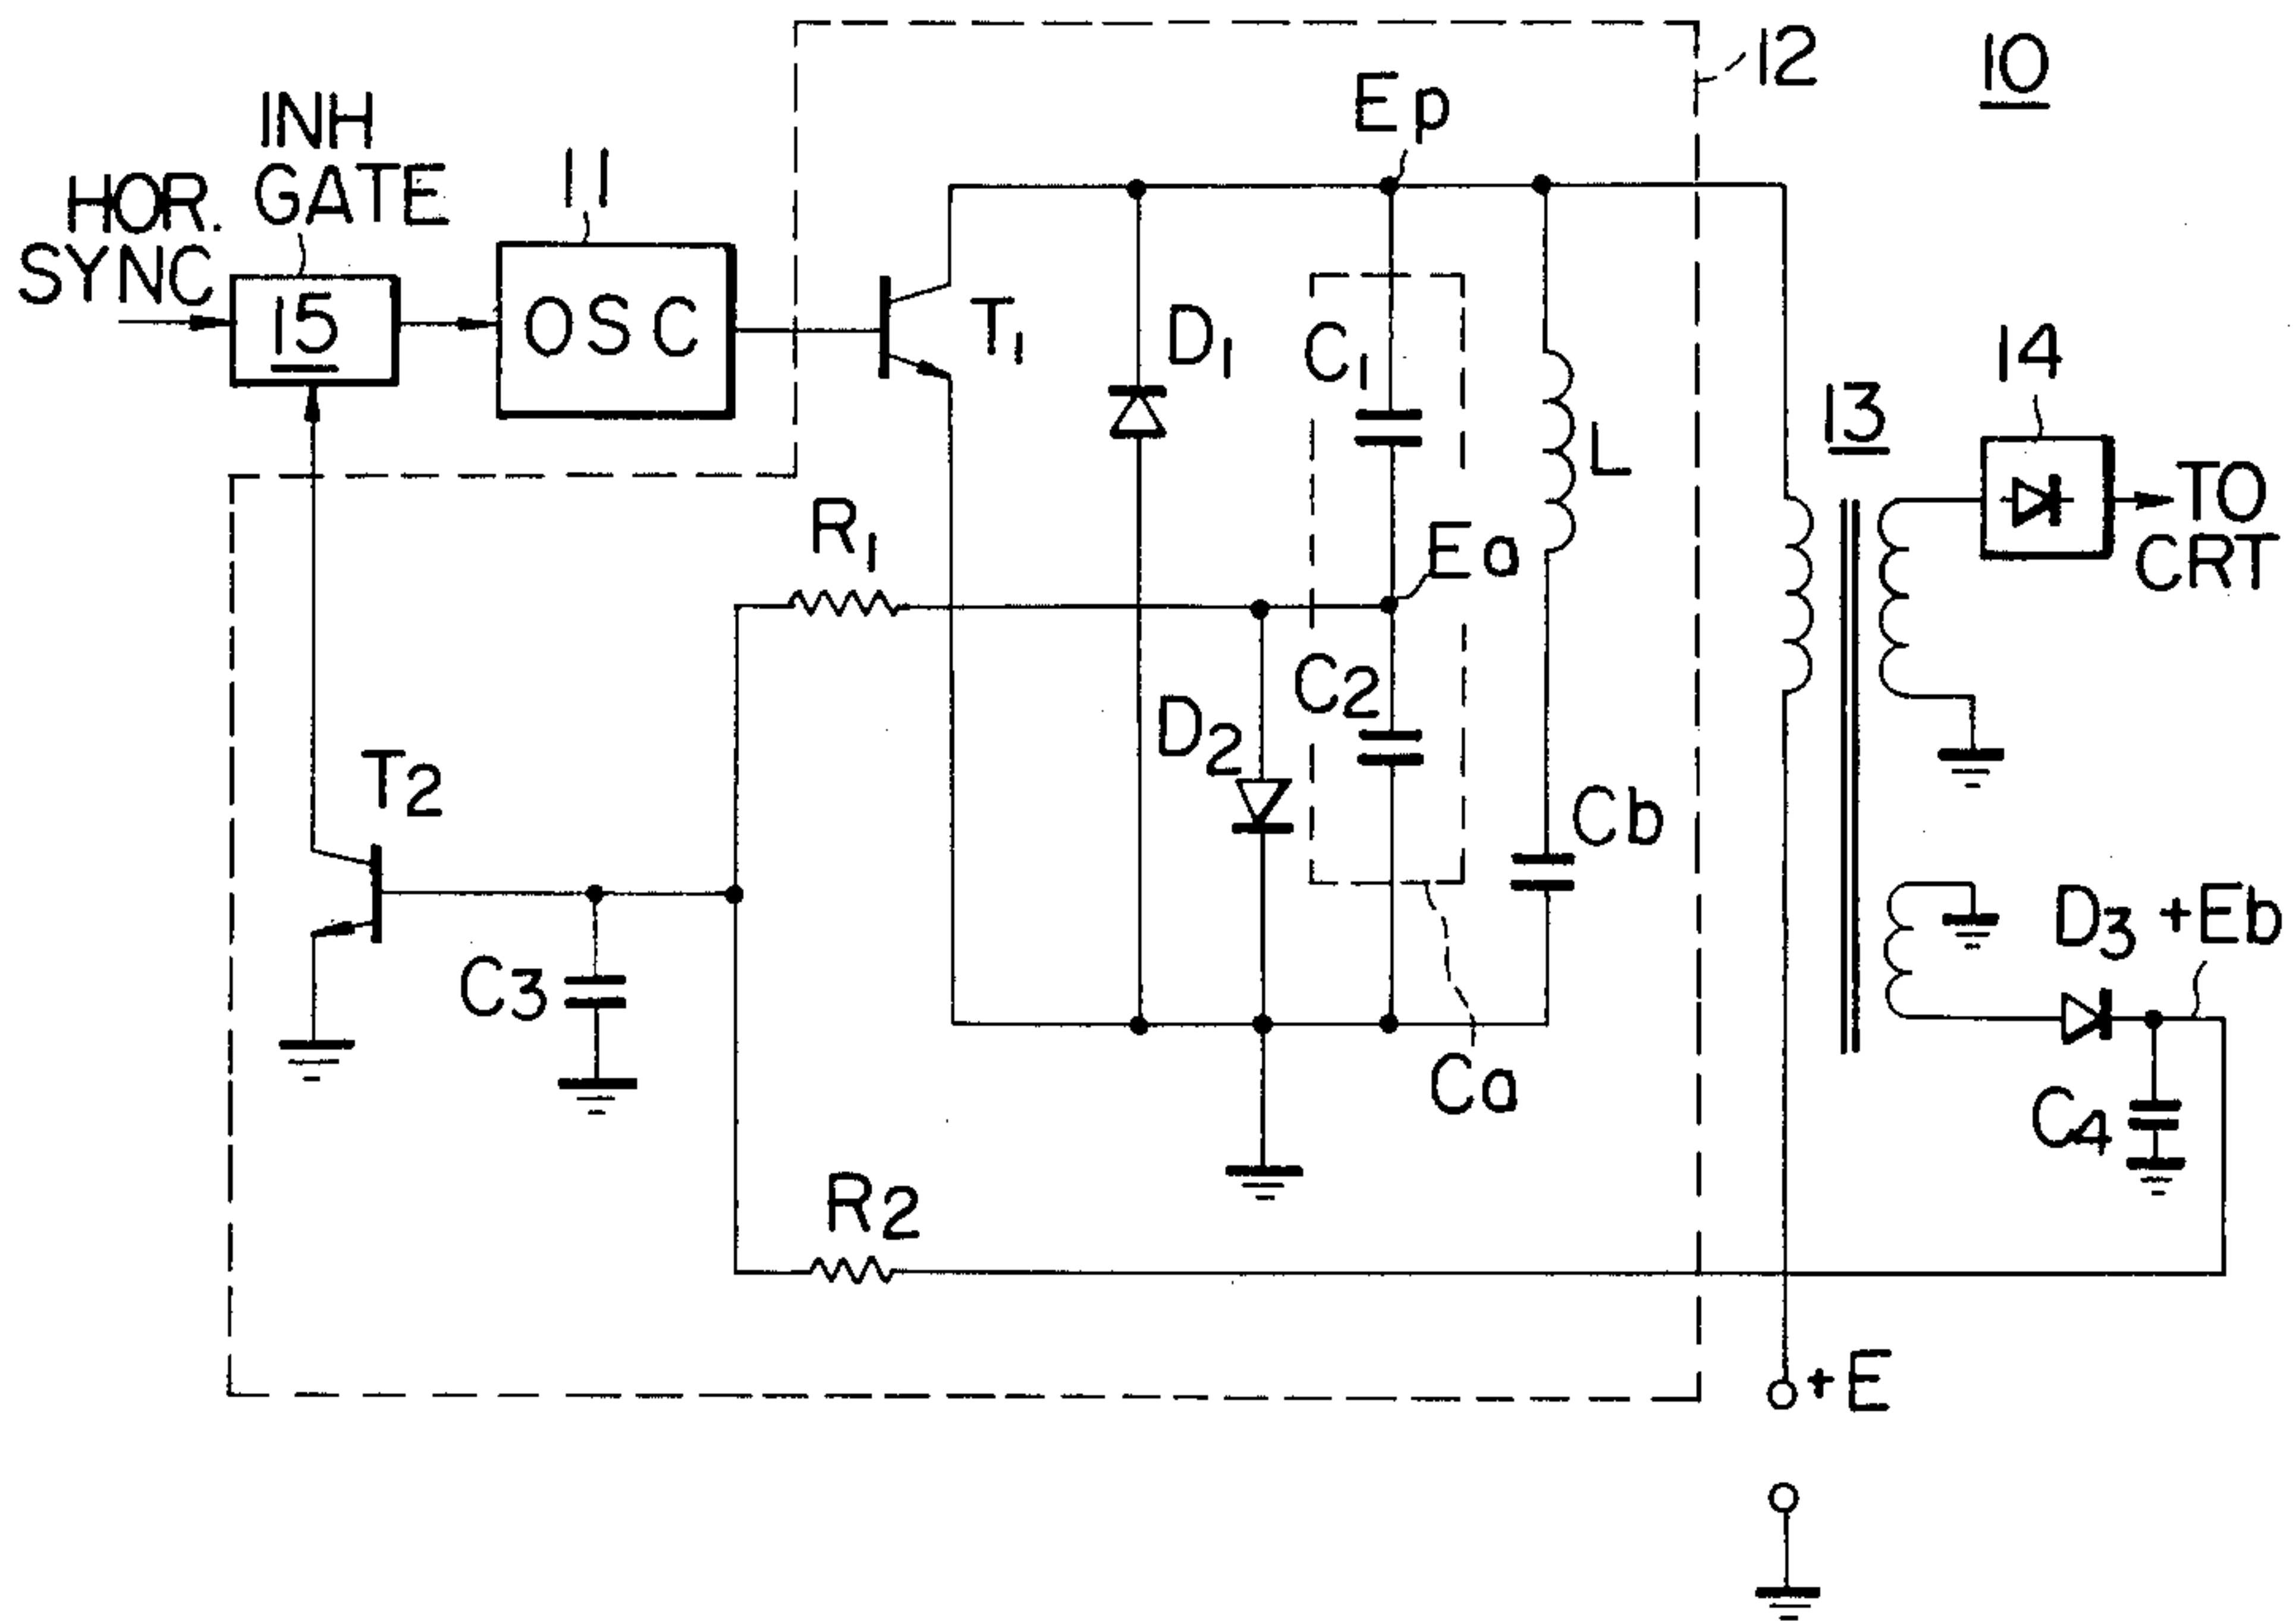 10
12
Ep
INH
GATE
HOR.
SYNC
11
15
OSC
T1
D1
C1
L
13
14
TO
CRT
R1
Ea
C2
D2
T2
Cb
C3
Ca
D3
+Eb
C4
R2
+E